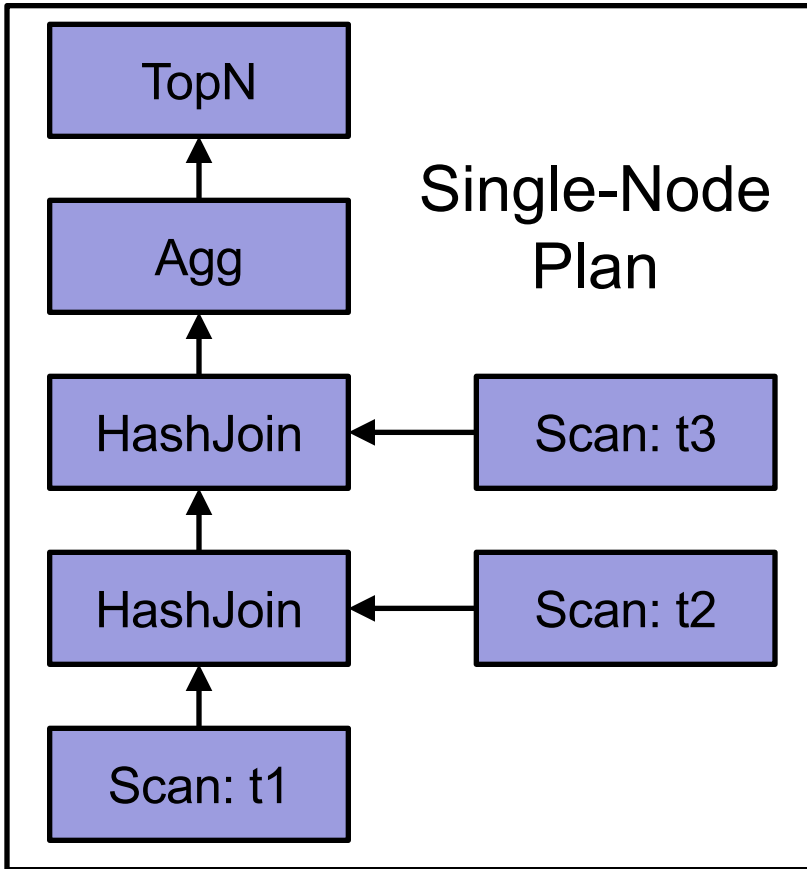 TopN
Single-Node
Plan
Agg
HashJoin
Scan: t3
HashJoin
Scan: t2
Scan: t1